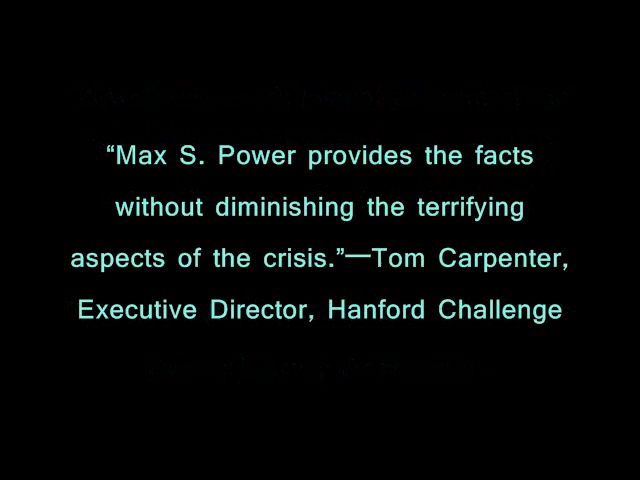 “Max S. Power provides the facts
without diminishing the terrifying
aspects of the crisis.”—Tom Carpenter,
Executive Director, Hanford Challenge